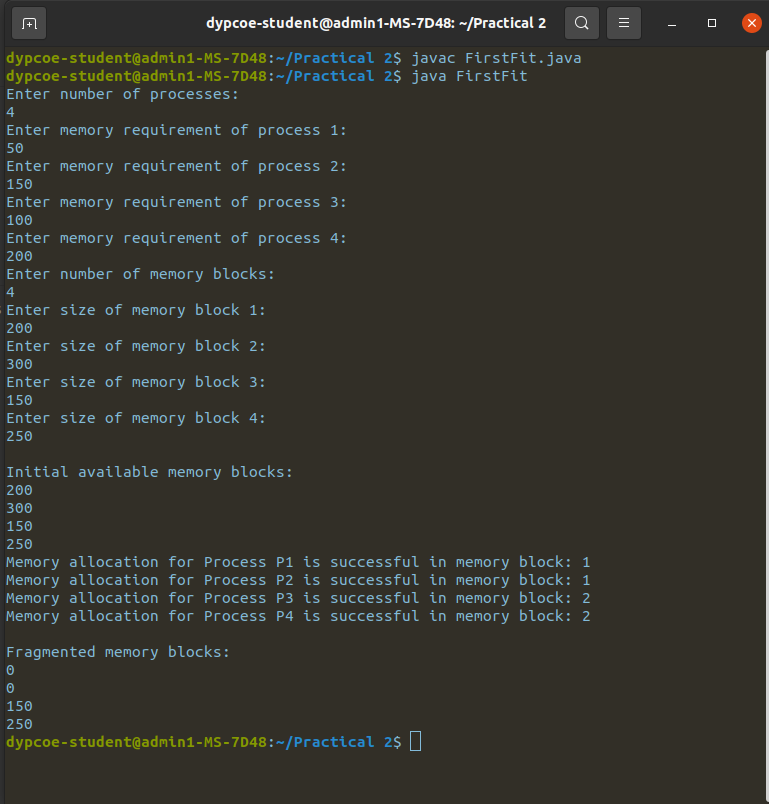 dypcoe-student@admin1-MS-7D48: ~/Practical 2
dypcoe-student@admin1-MS-7D48:~/Practical 2$ javac FirstFit.java
dypcoe-student@admin1-MS-7D48:~/Practical 2$ java FirstFit
Enter number of processes:
4
Enter memory requirement of process 1:
50
Enter memory requirement of process 2:
150
Enter memory requirement of process 3:
100
Enter memory requirement of process 4:
200
Enter number of memory blocks:
4
Enter size of memory block 1:
200
Enter size of memory block 2:
300
Enter size of memory block 3:
150
Enter size of memory block 4:
250
Initial available memory blocks:
200
300
150
250
Memory allocation for Process P1 is successful in memory block: 1
Memory allocation for Process P2 is successful in memory block: 1
Memory allocation for Process P3 is successful in memory block: 2
Memory allocation for Process P4 is successful in memory block: 2
Fragmented memory blocks:
0
0
150
250
dypcoe-student@admin1-MS-7D48:~/Practical 2$